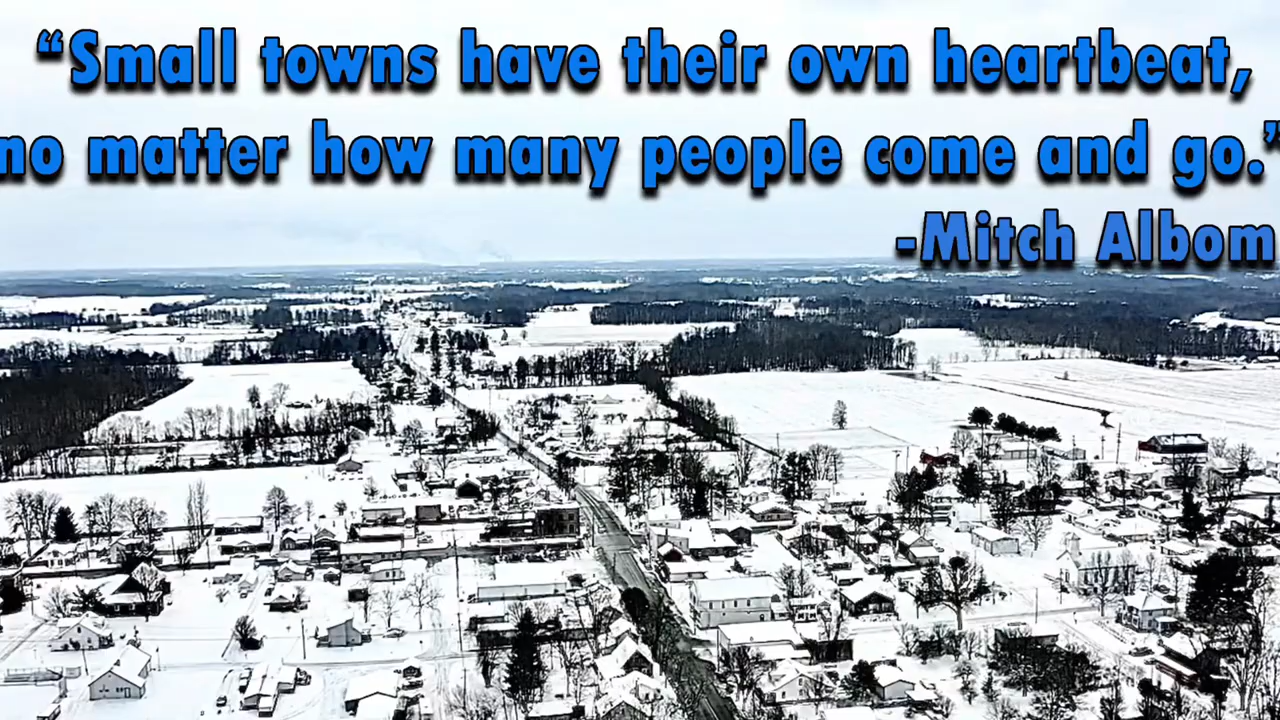 “Small towns have their own heartbeat,
no matter how many people come and go.”
-Mitch Albom